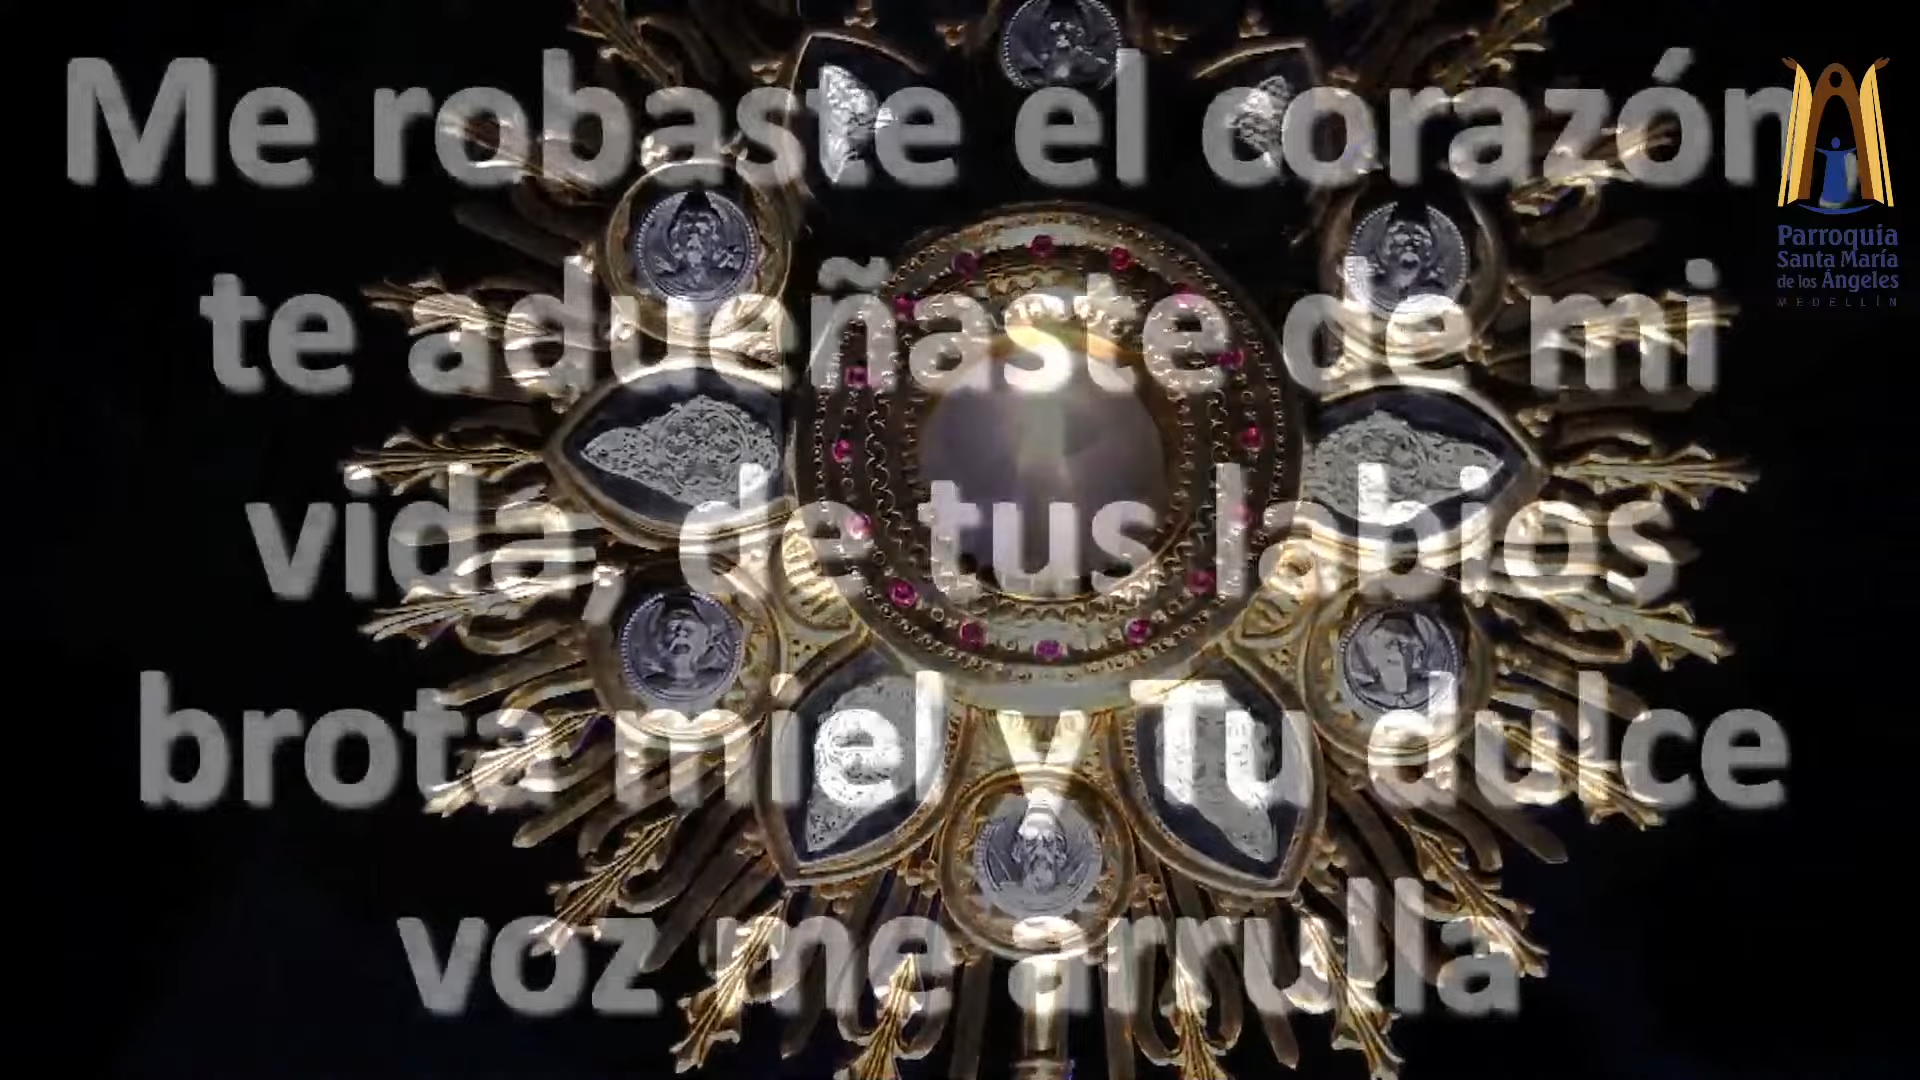 Me robaste el corazón
te adueñaste de mi
vida, de tus labios
brota miel y Tu dulce
voz me arrulla
Parroquia
Santa María
de los Ángeles
MEDELLÍN